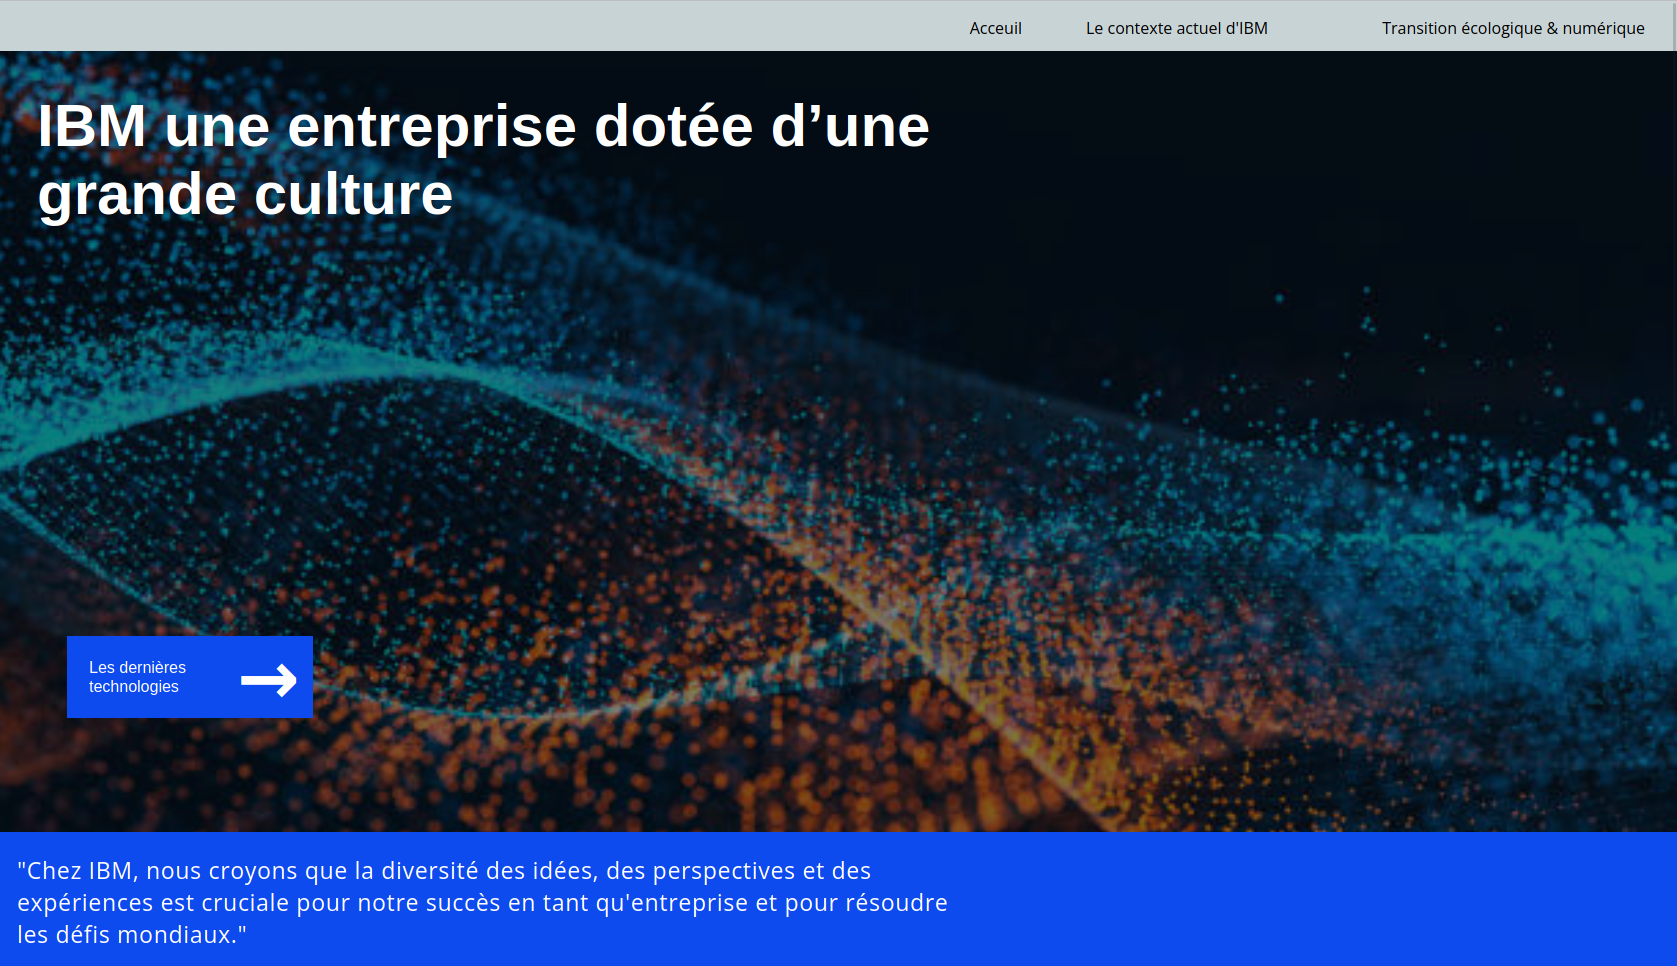 Acceuil
Le contexte actuel d'IBM
Transition écologique & numérique
IBM une entreprise dotée d’une
grande culture
Les dernières
technologies
"Chez IBM, nous croyons que la diversité des idées, des perspectives et des
expériences est cruciale pour notre succès en tant qu'entreprise et pour résoudre
les défis mondiaux."